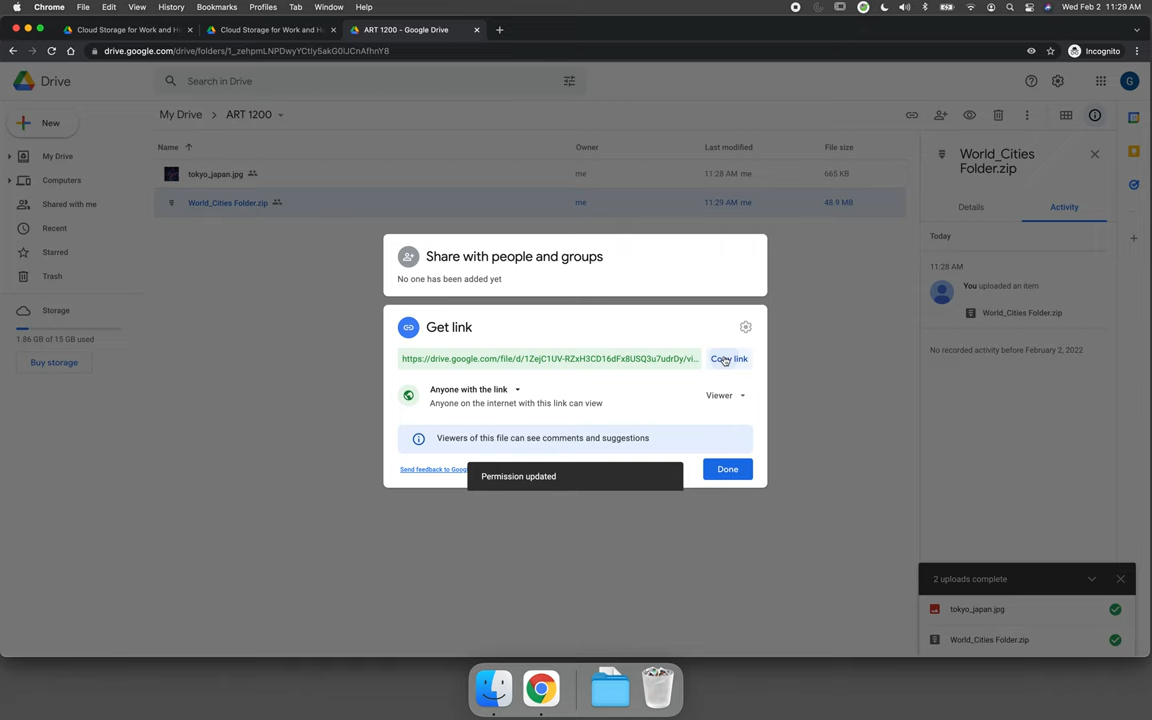 Chrome File Edit View History Bookmarks Profiles Tab Window Help Wed Feb 2 11:29 AM
Cloud Storage for Work and H Cloud Storage for Work and H ART 1200 - Google Drive
drive.google.com/drive/folders/1_zehpmLNPDwyYCtly5akG0lJCnAfhnY8 Incognito
Drive Search in Drive G
New My Drive ART 1200
Name Owner Last modified File size
tokyo_japan.jpg me 11:28 AM me 665 KB
World_Cities Folder.zip me 11:29 AM me 48.9 MB
My Drive
Computers
Shared with me
Recent
Starred
Trash
Storage
1.86 GB of 15 GB used
Buy storage
Share with people and groups
No one has been added yet
Get link
https://drive.google.com/file/d/1ZejC1UV-RZxH3CD16dFx8USQ3u7udrDy/vi... Copy link
Anyone with the link
Anyone on the internet with this link can view Viewer
Viewers of this file can see comments and suggestions
Send feedback to Goog
Permission updated
Done
World_Cities
Folder.zip
Details Activity
Today
11:28 AM
You uploaded an item
World_Cities Folder.zip
No recorded activity before February 2, 2022
2 uploads complete
tokyo_japan.jpg
World_Cities Folder.zip